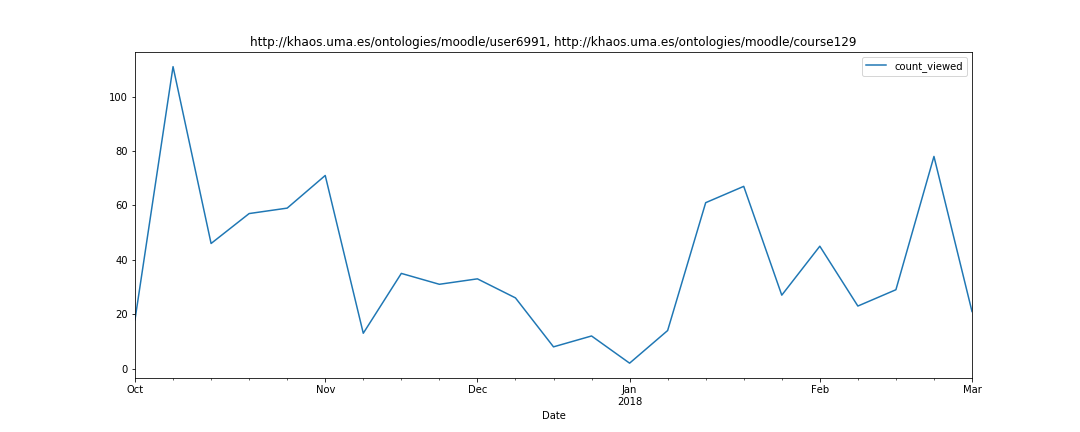 http://khaos.uma.es/ontologies/moodle/user6991, http://khaos.uma.es/ontologies/moodle/course129
count_viewed
100
80
60
40
20
0
Oct Nov Dec Jan Feb Mar
2018
Date